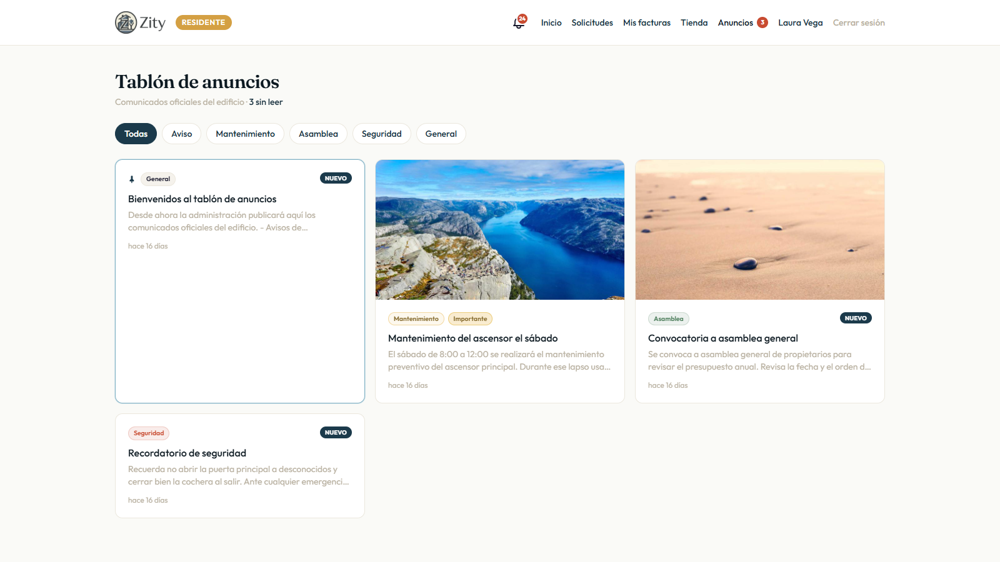 Zity
RESIDENTE
24
Inicio
Solicitudes
Mis facturas
Tienda
Anuncios 3
Laura Vega
Cerrar sesión
Tablón de anuncios
Comunicados oficiales del edificio · 3 sin leer
Todas
Aviso
Mantenimiento
Asamblea
Seguridad
General
General
NUEVO
Bienvenidos al tablón de anuncios
Desde ahora la administración publicará aquí los
comunicados oficiales del edificio. - Avisos de...
hace 16 días
Mantenimiento
Importante
Mantenimiento del ascensor el sábado
El sábado de 8:00 a 12:00 se realizará el mantenimiento
preventivo del ascensor principal. Durante ese lapso usa...
hace 16 días
Asamblea
NUEVO
Convocatoria a asamblea general
Se convoca a asamblea general de propietarios para
revisar el presupuesto anual. Revisa la fecha y el orden d...
hace 16 días
Seguridad
NUEVO
Recordatorio de seguridad
Recuerda no abrir la puerta principal a desconocidos y
cerrar bien la cochera al salir. Ante cualquier emergenci...
hace 16 días